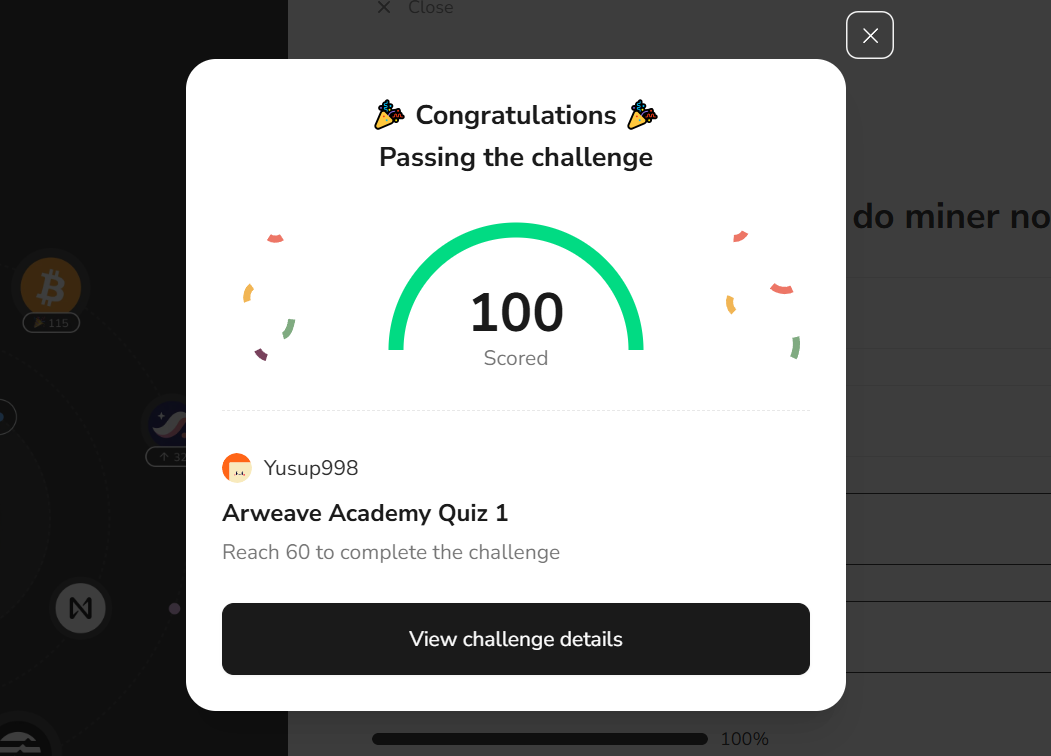 Close
Congratulations
Passing the challenge
do miner no
115
100
Scored
32
Yusup998
Arweave Academy Quiz 1
Reach 60 to complete the challenge
View challenge details
100%